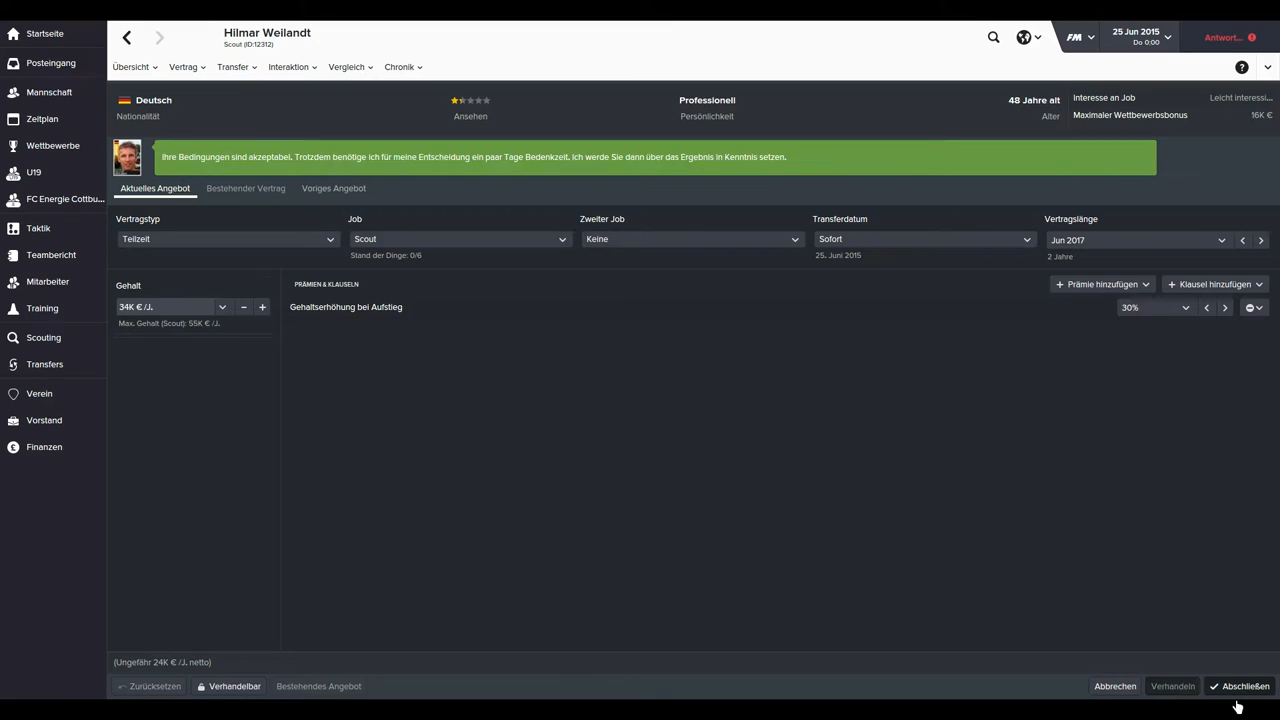 Startseite
Posteingang
Mannschaft
Zeitplan
Wettbewerbe
U19
FC Energie Cottbu...
Taktik
Teambericht
Mitarbeiter
Training
Scouting
Transfers
Verein
Vorstand
Finanzen
Hilmar Weilandt
Scout (ID:12312)
FM
25 Jun 2015
Do 0:00
Antwort...
Übersicht Vertrag Transfer Interaktion Vergleich Chronik
Deutsch
Nationalität
Ansehen
Professionell
Persönlichkeit
48 Jahre alt
Alter
Interesse an Job Leicht interessi...
Maximaler Wettbewerbsbonus 16K €
Ihre Bedingungen sind akzeptabel. Trotzdem benötige ich für meine Entscheidung ein paar Tage Bedenkzeit. Ich werde Sie dann über das Ergebnis in Kenntnis setzen.
Aktuelles Angebot Bestehender Vertrag Voriges Angebot
Vertragstyp
Teilzeit
Job
Scout
Stand der Dinge: 0/6
Zweiter Job
Keine
Transferdatum
Sofort
25. Juni 2015
Vertragslänge
Jun 2017
2 Jahre
Gehalt
34K € /J.
Max. Gehalt (Scout): 55K € /J.
PRÄMIEN & KLAUSELN
Prämie hinzufügen Klausel hinzufügen
Gehaltserhöhung bei Aufstieg 30%
(Ungefähr 24K € /J. netto)
Zurücksetzen Verhandelbar Bestehendes Angebot Abbrechen Verhandeln Abschließen